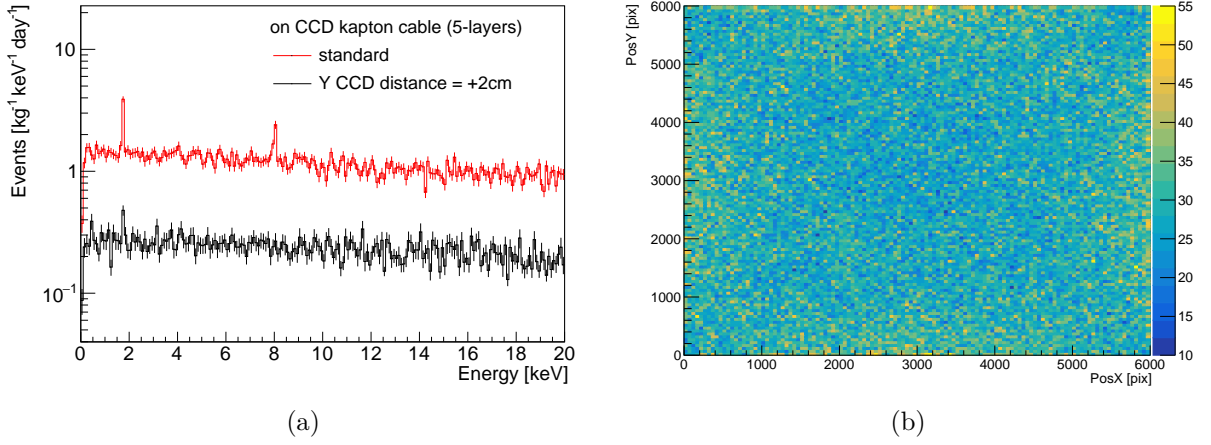 on CCD kapton cable (5-layers)
standard
Y CCD distance = +2cm
Events [kg⁻¹ keV⁻¹ day⁻¹]
10
1
10⁻¹
0 2 4 6 8 10 12 14 16 18 20
Energy [keV]
(a)
PosY [pix]
6000
5000
4000
3000
2000
1000
0
0 1000 2000 3000 4000 5000 6000
PosX [pix]
55
50
45
40
35
30
25
20
15
10
(b)